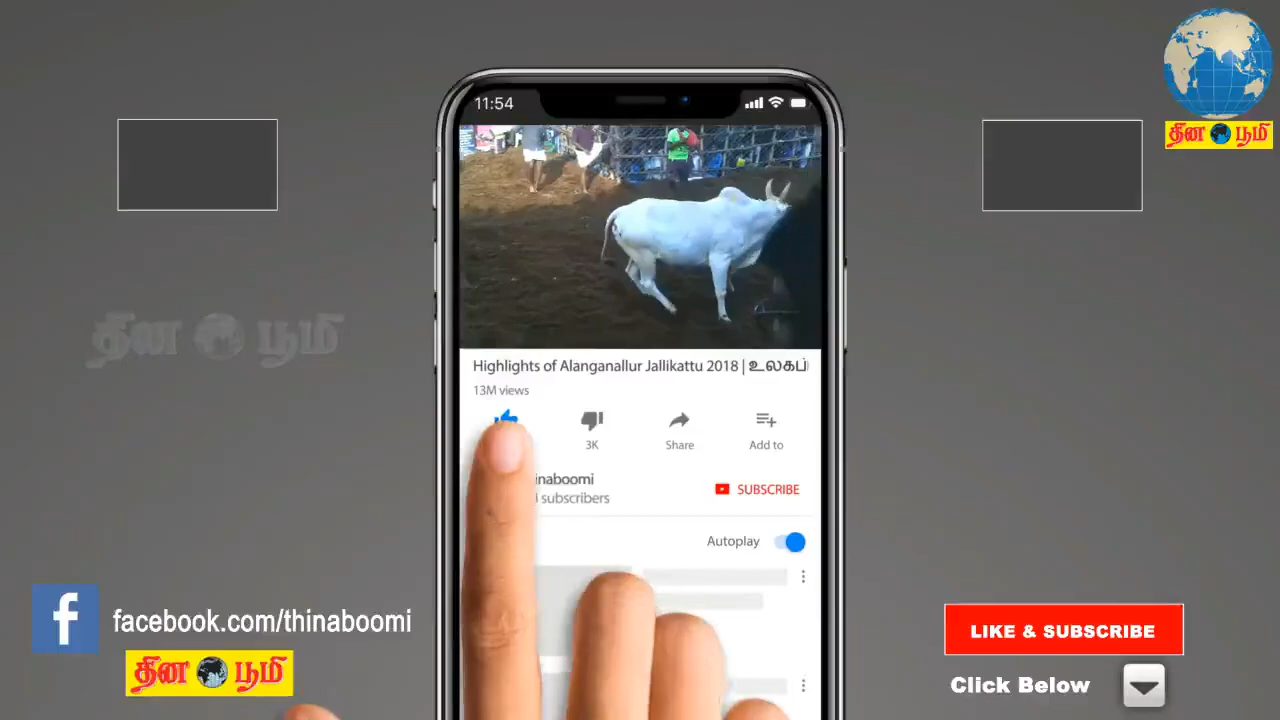 தின பூமி
11:54
தின பூமி
Highlights of Alanganallur Jallikattu 2018 | உலகப்
13M views
3K
Share
Add to
subscribers
SUBSCRIBE
Autoplay
f
facebook.com/thinaboomi
தின பூமி
LIKE & SUBSCRIBE
Click Below